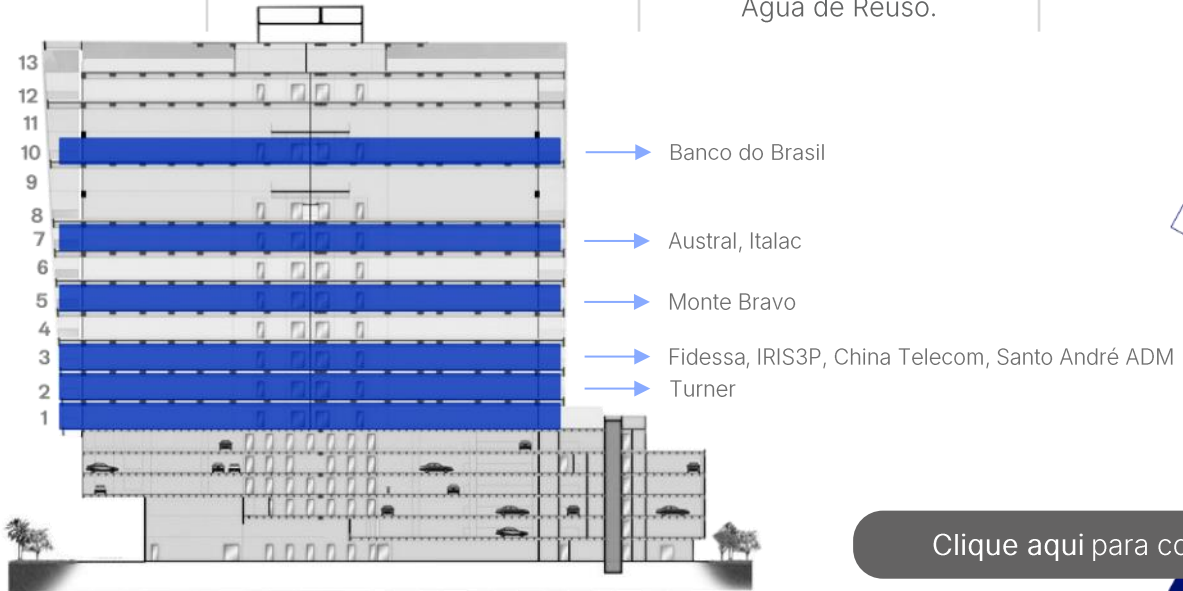 Água de Reuso.
13
12
11
10
Banco do Brasil
9
8
7
Austral, Italac
6
5
Monte Bravo
4
3
Fidessa, IRIS3P, China Telecom, Santo André ADM
2
Turner
1
Clique aqui para co